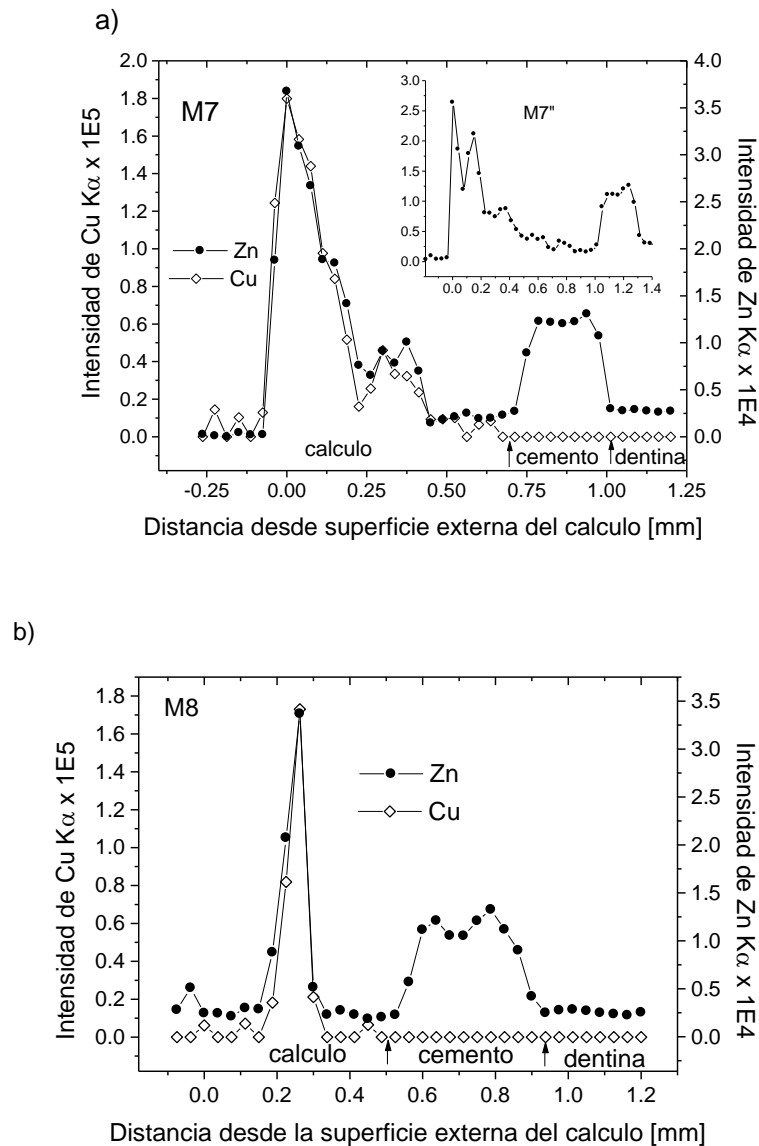 a)
M7
Zn
Cu
M7"
calculo
cemento
dentina
Intensidad de Cu Kα x 1E5
Intensidad de Zn Kα x 1E4
2.0
1.8
1.6
1.4
1.2
1.0
0.8
0.6
0.4
0.2
0.0
4.0
3.5
3.0
2.5
2.0
1.5
1.0
0.5
0.0
3.0
2.5
2.0
1.5
1.0
0.5
0.0
0.0 0.2 0.4 0.6 0.8 1.0 1.2 1.4
-0.25 0.00 0.25 0.50 0.75 1.00 1.25
Distancia desde superficie externa del calculo [mm]
b)
M8
Zn
Cu
calculo
cemento
dentina
Intensidad de Cu Kα x 1E5
Intensidad de Zn Kα x 1E4
1.8
1.6
1.4
1.2
1.0
0.8
0.6
0.4
0.2
0.0
3.5
3.0
2.5
2.0
1.5
1.0
0.5
0.0
0.0 0.2 0.4 0.6 0.8 1.0 1.2
Distancia desde la superficie externa del calculo [mm]